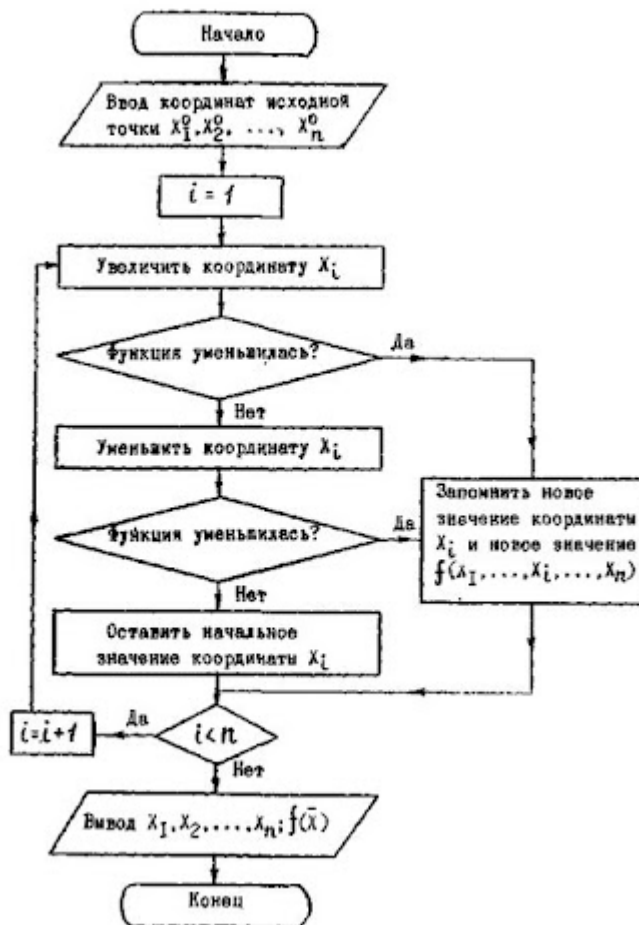 Начало
Ввод координат исходной
точки X₁⁰, X₂⁰, ..., Xₙ⁰
i = 1
Увеличить координату Xᵢ
Функция уменьшилась?
Да
Нет
Уменьшить координату Xᵢ
Функция уменьшилась?
Да
Запомнить новое
значение координаты
Xᵢ и новое значение
f(X_I,...,Xᵢ,...,Xₙ)
Нет
Оставить начальное
значение координаты Xᵢ
i=i+1
Да
i<n
Нет
Вывод X_I, X₂,...,Xₙ; f(X̄)
Конец